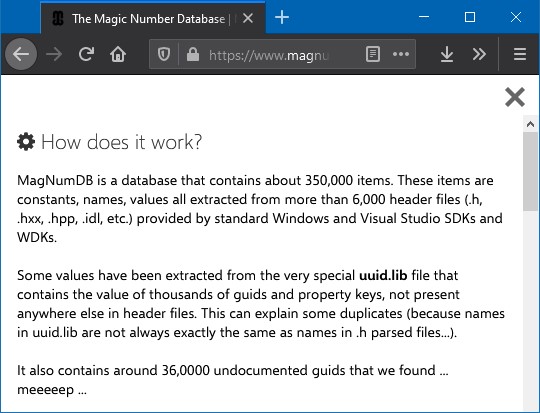 The Magic Number Database |
https://www.magnu
How does it work?
MagNumDB is a database that contains about 350,000 items. These items are
constants, names, values all extracted from more than 6,000 header files (.h,
.hxx, .hpp, .idl, etc.) provided by standard Windows and Visual Studio SDKs and
WDKs.
Some values have been extracted from the very special uuid.lib file that
contains the value of thousands of guids and property keys, not present
anywhere else in header files. This can explain some duplicates (because names
in uuid.lib are not always exactly the same as names in .h parsed files...).
It also contains around 36,0000 undocumented guids that we found ...
meeeeep ...